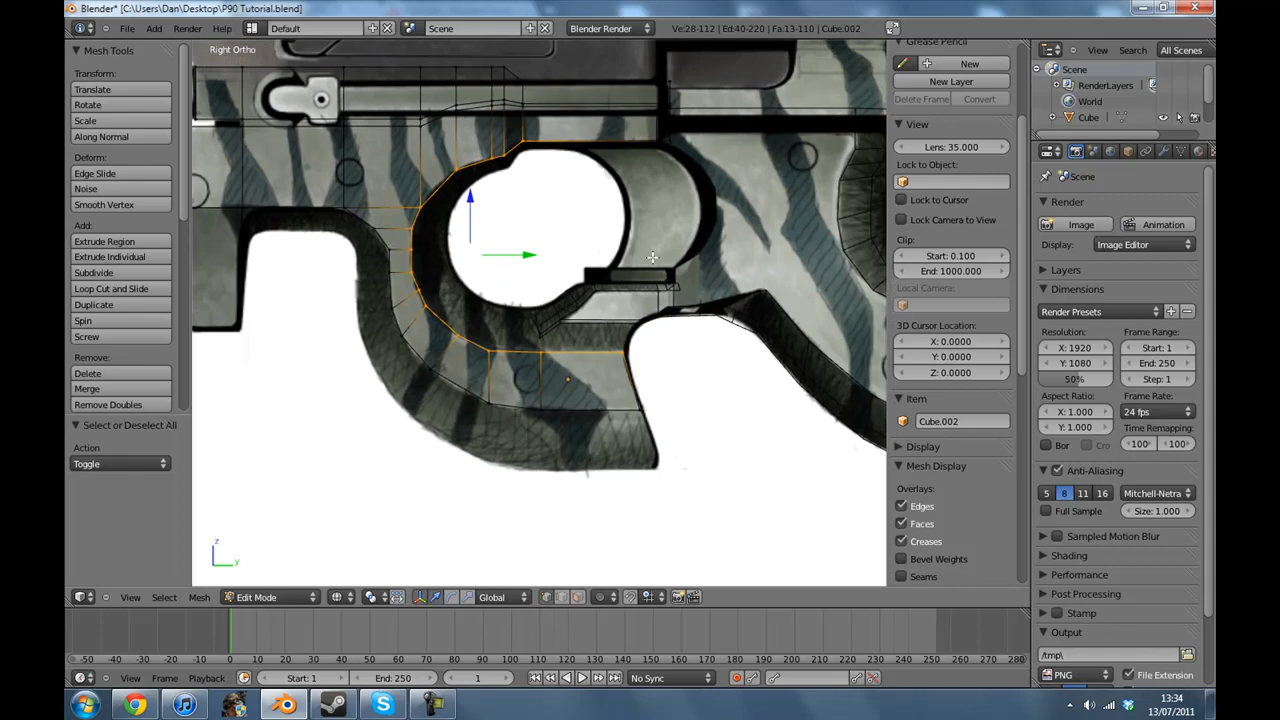 Blender* [C:\Users\Dan\Desktop\P90 Tutorial.blend]
File Add Render Help Default Scene Blender Render Ve:28-112 | Ed:40-220 | Fa:13-110 | Cube.002
Mesh Tools
Transform:
Translate
Rotate
Scale
Along Normal
Deform:
Edge Slide
Noise
Smooth Vertex
Add:
Extrude Region
Extrude Individual
Subdivide
Loop Cut and Slide
Duplicate
Spin
Screw
Remove:
Delete
Merge
Remove Doubles
Select or Deselect All
Action
Toggle
Right Ortho
z
y
Grease Pencil
New
New Layer
Delete Frame Convert
View
Lens: 35.000
Lock to Object:
Lock to Cursor
Lock Camera to View
Clip:
Start: 0.100
End: 1000.000
Local Camera:
3D Cursor Location:
X: 0.0000
Y: 0.0000
Z: 0.0000
Item
Cube.002
Display
Mesh Display
Overlays:
Edges
Faces
Creases
Bevel Weights
Seams
View Search All Scenes
Scene
RenderLayers
World
Cube
Scene
Render
Image Animation
Display: Image Editor
Layers
Dimensions
Render Presets
Resolution: Frame Range:
X: 1920 Start: 1
Y: 1080 End: 250
50% Step: 1
Aspect Ratio: Frame Rate:
X: 1.000 24 fps
Y: 1.000 Time Remapping:
Bor Cro 100 100
Anti-Aliasing
5 8 11 16 Mitchell-Netra
Full Sample Size: 1.000
Sampled Motion Blur
Shading
Performance
Post Processing
Stamp
Output
/tmp\
PNG File Extension
View Select Mesh Edit Mode Global
-50 -40 -30 -20 -10 0 10 20 30 40 50 60 70 80 90 100 110 120 130 140 150 160 170 180 190 200 210 220 230 240 250 260 270 280
View Frame Playback Start: 1 End: 250 1 No Sync
13:34
13/07/2011